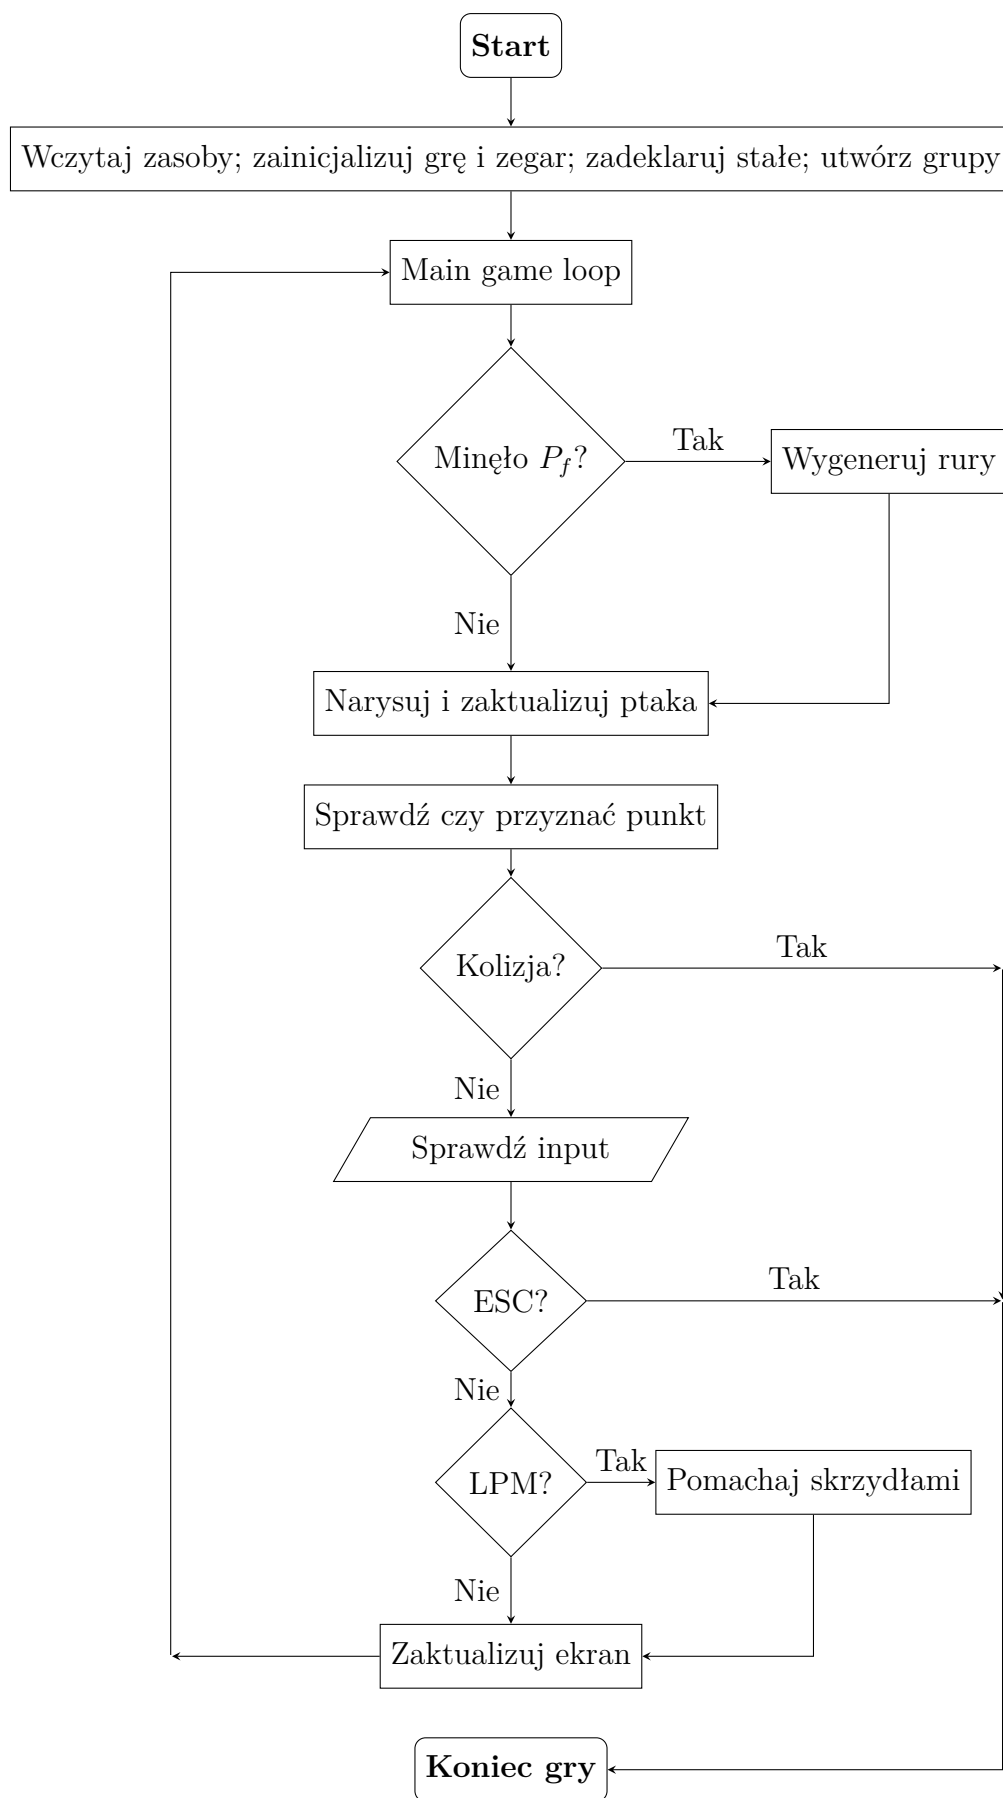 Start
Wczytaj zasoby; zainicjalizuj grę i zegar; zadeklaruj stałe; utwórz grupy
Main game loop
Minęło P_f?
Tak
Wygeneruj rury
Nie
Narysuj i zaktualizuj ptaka
Sprawdź czy przyznać punkt
Kolizja?
Tak
Nie
Sprawdź input
ESC?
Tak
Nie
LPM?
Tak
Pomachaj skrzydłami
Nie
Zaktualizuj ekran
Koniec gry